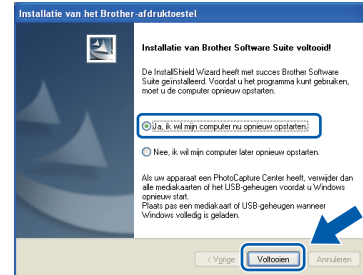 Installatie van het Brother-afdruktoestel
Installatie van Brother Software Suite voltooid!
De InstallShield Wizard heeft met succes Brother Software
Suite geïnstalleerd. Voordat u het programma kunt gebruiken,
moet u de computer opnieuw opstarten.
Ja, ik wil mijn computer nu opnieuw opstarten.
Nee, ik wil mijn computer later opnieuw opstarten.
Als uw apparaat een PhotoCapture Center heeft, verwijder dan
alle mediakaarten of het USB-geheugen voordat u Windows
opnieuw start.
Plaats pas een mediakaart of USB-geheugen wanneer
Windows volledig is geladen.
< Vorige
Voltooien
Annuleren